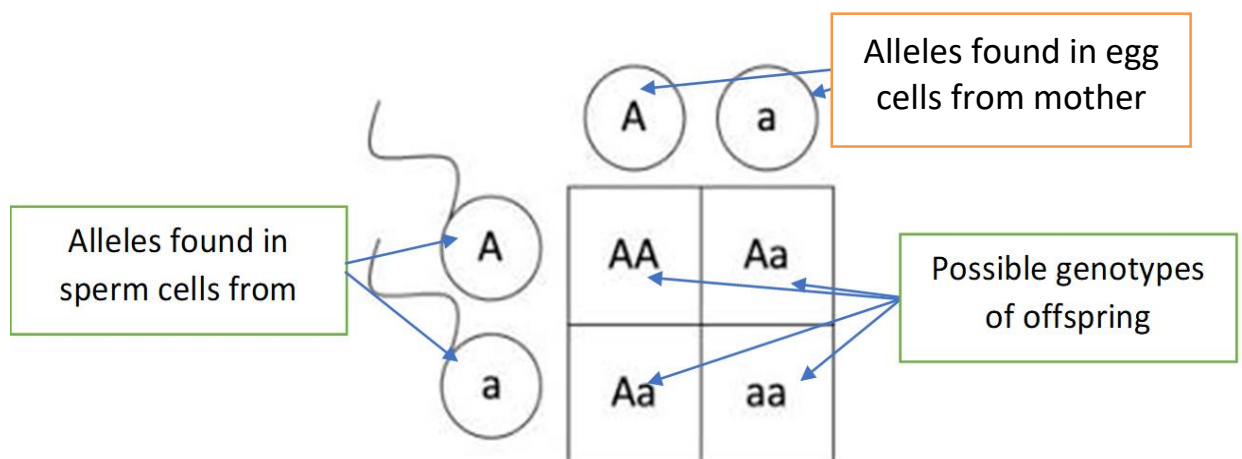 Alleles found in egg
cells from mother
A a
Alleles found in
sperm cells from
A
AA Aa
Possible genotypes
of offspring
a
Aa aa